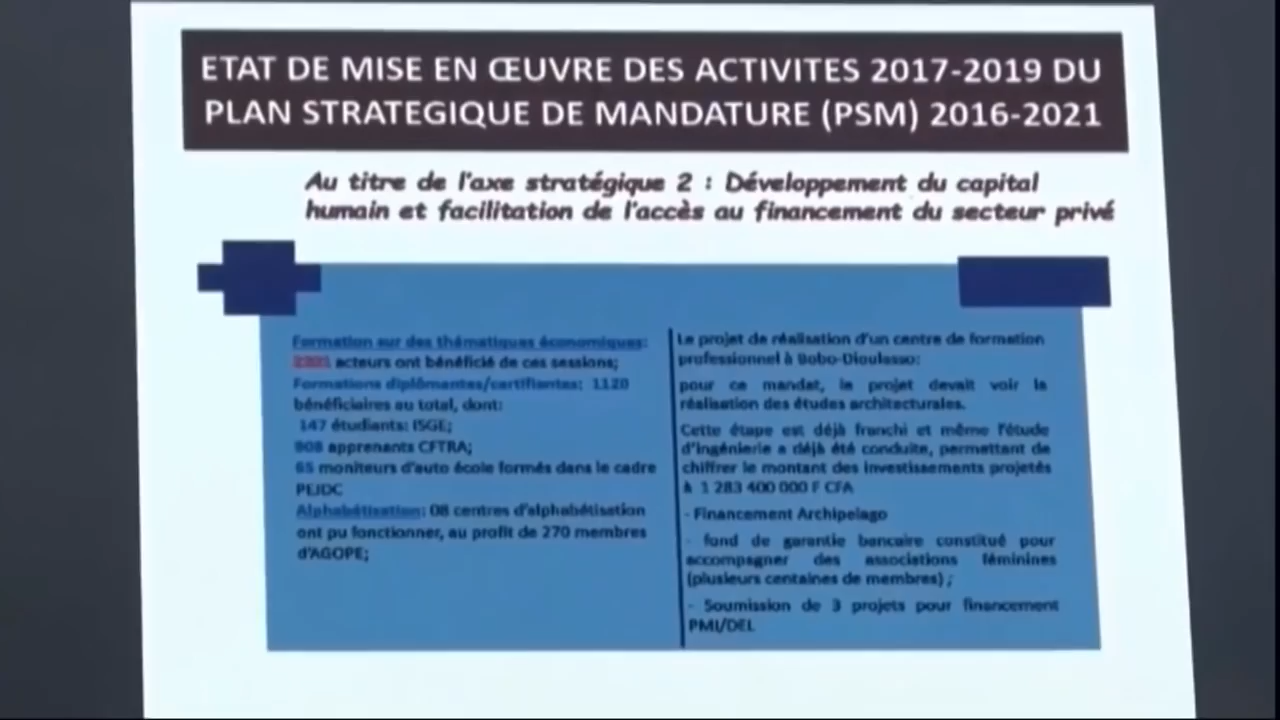 ETAT DE MISE EN ŒUVRE DES ACTIVITES 2017-2019 DU
PLAN STRATEGIQUE DE MANDATURE (PSM) 2016-2021
Au titre de l'axe stratégique 2 : Développement du capital
humain et facilitation de l'accès au financement du secteur privé
Formation sur des thématiques économiques:
acteurs ont bénéficié de ces sessions;
Formations diplômantes/certifiantes: 1120
bénéficiaires au total, dont:
147 étudiants: ISGE;
908 apprenants CFTRA;
65 moniteurs d'auto école formés dans le cadre
PEJDC
Alphabétisation: 08 centres d'alphabétisation
ont pu fonctionner, au profit de 270 membres
d'AGOPE;
Le projet de réalisation d'un centre de formation
professionnel à Bobo-Dioulasso:
pour ce mandat, le projet devait voir la
réalisation des études architecturales.
Cette étape est déjà franchi et même l'étude
d'ingénierie a déjà été conduite, permettant de
chiffrer le montant des investissements projetés
à 1 283 400 000 F CFA
- Financement Archipelago
- fond de garantie bancaire constitué pour
accompagner des associations féminines
(plusieurs centaines de membres) ;
- Soumission de 3 projets pour financement
PMI/DEL